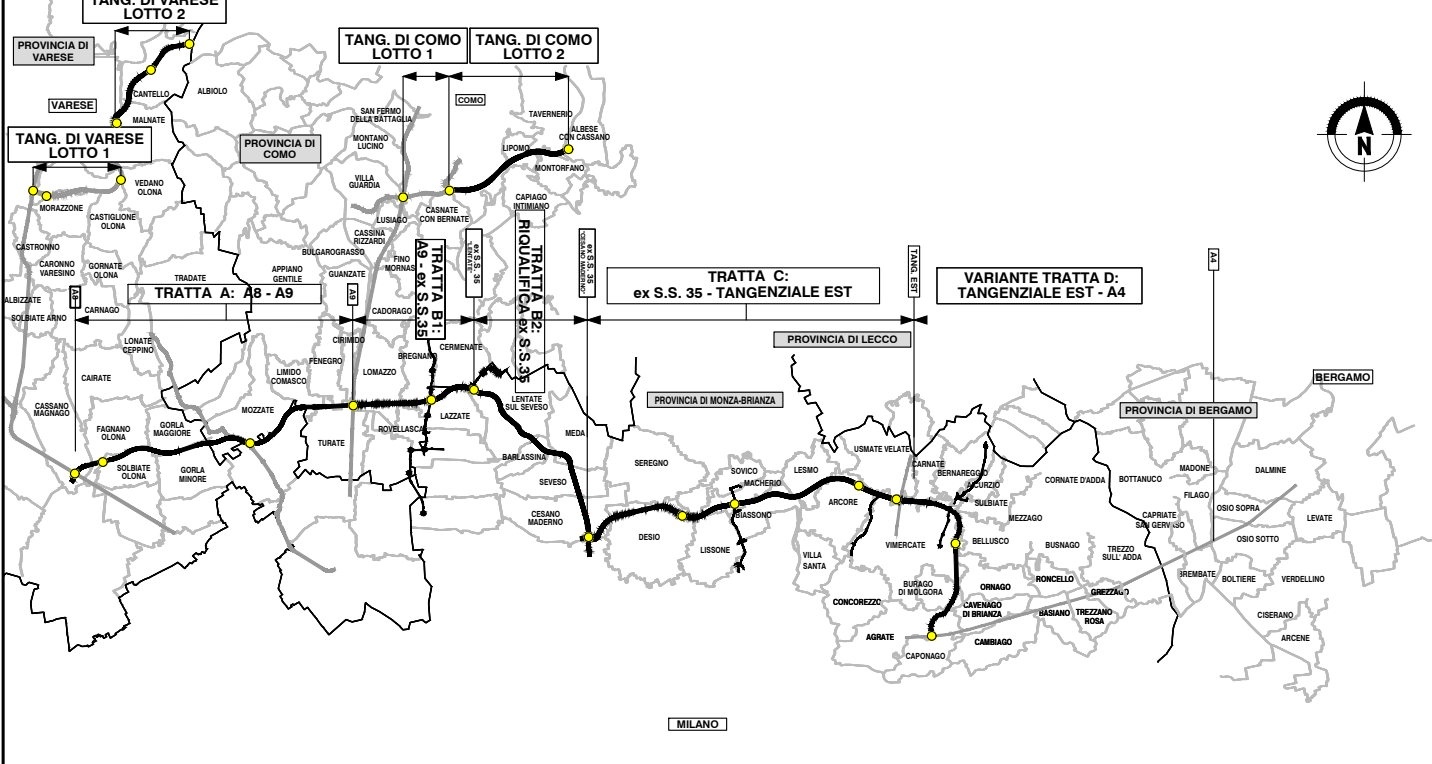 TANG. DI VARESE
LOTTO 2
PROVINCIA DI
VARESE
CANTELLO
ALBIOLO
VARESE
MALNATE
TANG. DI VARESE
LOTTO 1
VEDANO
OLONA
MORAZZONE
CASTIGLIONE
OLONA
CASTRONNO
CARONNO
VARESINO
GORNATE
OLONA
ALBIZZATE
SOLBIATE ARNO
CARNAGO
TRADATE
PROVINCIA DI
COMO
TANG. DI COMO
LOTTO 1
TANG. DI COMO
LOTTO 2
COMO
SAN FERMO
DELLA BATTAGLIA
MONTANO
LUCINO
VILLA
GUARDIA
TAVERNERIO
ALBESE
CON CASSANO
LIPOMO
MONTORFANO
CAPIAGO
INTIMIANO
LUSIAGO
CASNATE
CON BERNATE
CASSINA
RIZZARDI
BULGAROGRASSO
FINO
MORNAS
APPIANO
GENTILE
GUANZATE
CADORAGO
N
A8
TRATTA A: A8 - A9
A9
TRATTA B1:
A9 - ex S.S.35
ex S.S. 35
"LENTATE"
TRATTA B2:
RIQUALIFICA ex S.S.35
ex S.S. 35
"CESANO MADERNO"
TRATTA C:
ex S.S. 35 - TANGENZIALE EST
TANG. EST
VARIANTE TRATTA D:
TANGENZIALE EST - A4
A4
PROVINCIA DI LECCO
PROVINCIA DI MONZA-BRIANZA
PROVINCIA DI BERGAMO
BERGAMO
LONATE
CEPPINO
CIRIMIDO
FENEGRO
LIMIDO
COMASCO
LOMAZZO
BREGNANO
CERMENATE
CAIRATE
CASSANO
MAGNAGO
FAGNANO
OLONA
GORLA
MAGGIORE
MOZZATE
TURATE
ROVELLASCA
LAZZATE
LENTATE
SUL SEVESO
SOLBIATE
OLONA
GORLA
MINORE
MEDA
BARLASSINA
SEVESO
CESANO
MADERNO
SEREGNO
DESIO
LISSONE
SOVICO
MACHERIO
BIASSONO
LESMO
ARCORE
USMATE VELATE
CARNATE
BERNAREGGIO
AICURZIO
SULBIATE
MEZZAGO
CORNATE D'ADDA
BOTTANUCO
MADONE
FILAGO
CAPRIATE
SAN GERVASO
DALMINE
OSIO SOPRA
OSIO SOTTO
LEVATE
VILLA
SANTA
VIMERCATE
BELLUSCO
BUSNAGO
TREZZO
SULL' ADDA
BREMBATE
BOLTIERE
VERDELLINO
CISERANO
ARCENE
BURAGO
DI MOLGORA
ORNAGO
RONCELLO
GREZZAGO
CONCOREZZO
CAVENAGO
DI BRIANZA
BASIANO
TREZZANO
ROSA
AGRATE
CAMBIAGO
CAPONAGO
MILANO